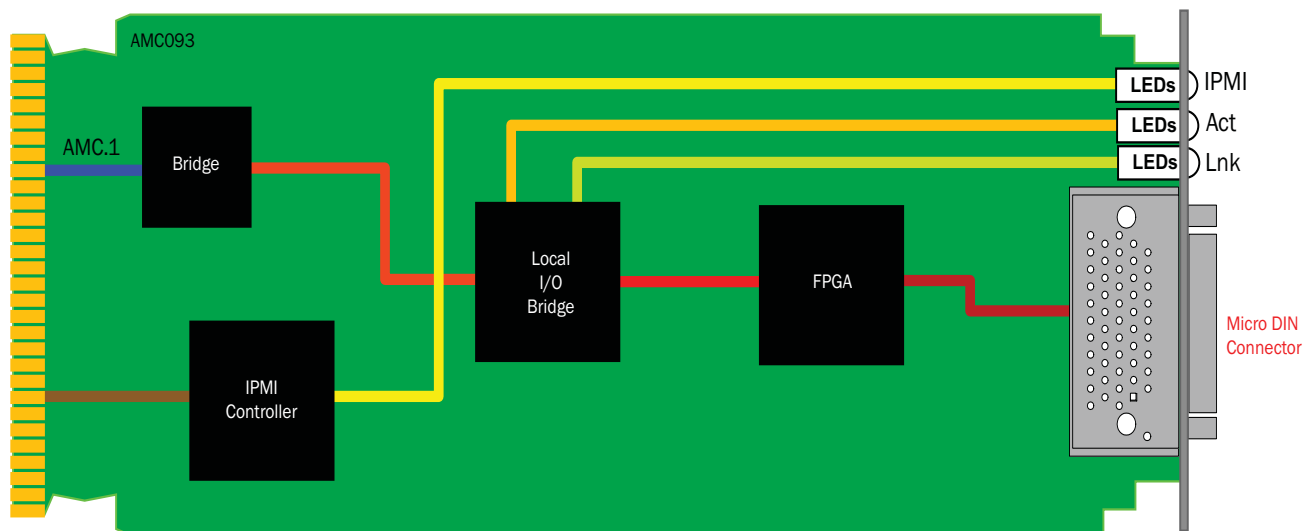 AMC093
LEDs IPMI
LEDs Act
AMC.1
Bridge
LEDs Lnk
Local
I/O
Bridge
FPGA
Micro DIN
Connector
IPMI
Controller